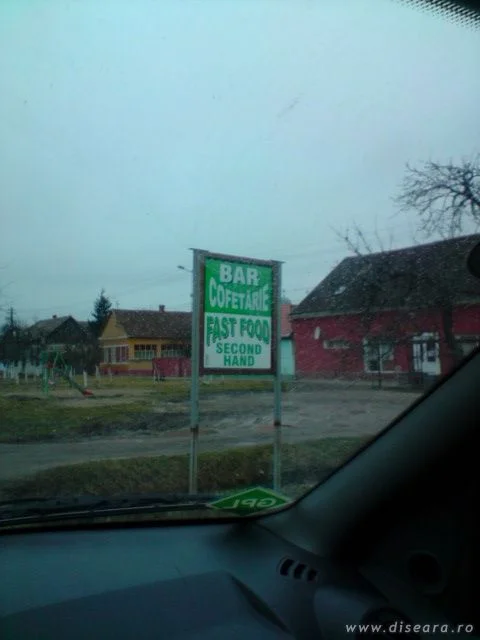 BAR
COFETĂRIE
FAST FOOD
SECOND
HAND
GPL
www.diseara.ro